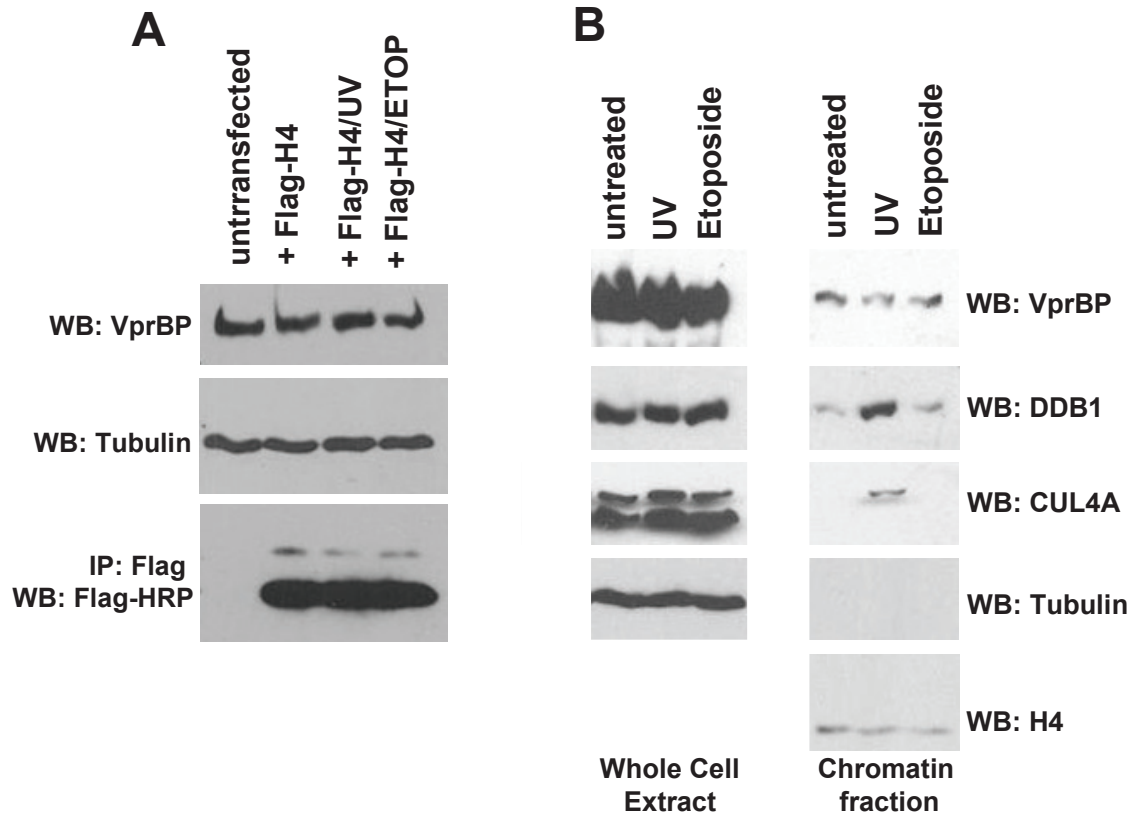 A
untrransfected
+ Flag-H4
+ Flag-H4/UV
+ Flag-H4/ETOP
WB: VprBP
WB: Tubulin
IP: Flag
WB: Flag-HRP
B
untreated
UV
Etoposide
untreated
UV
Etoposide
WB: VprBP
WB: DDB1
WB: CUL4A
WB: Tubulin
WB: H4
Whole Cell
Extract
Chromatin
fraction